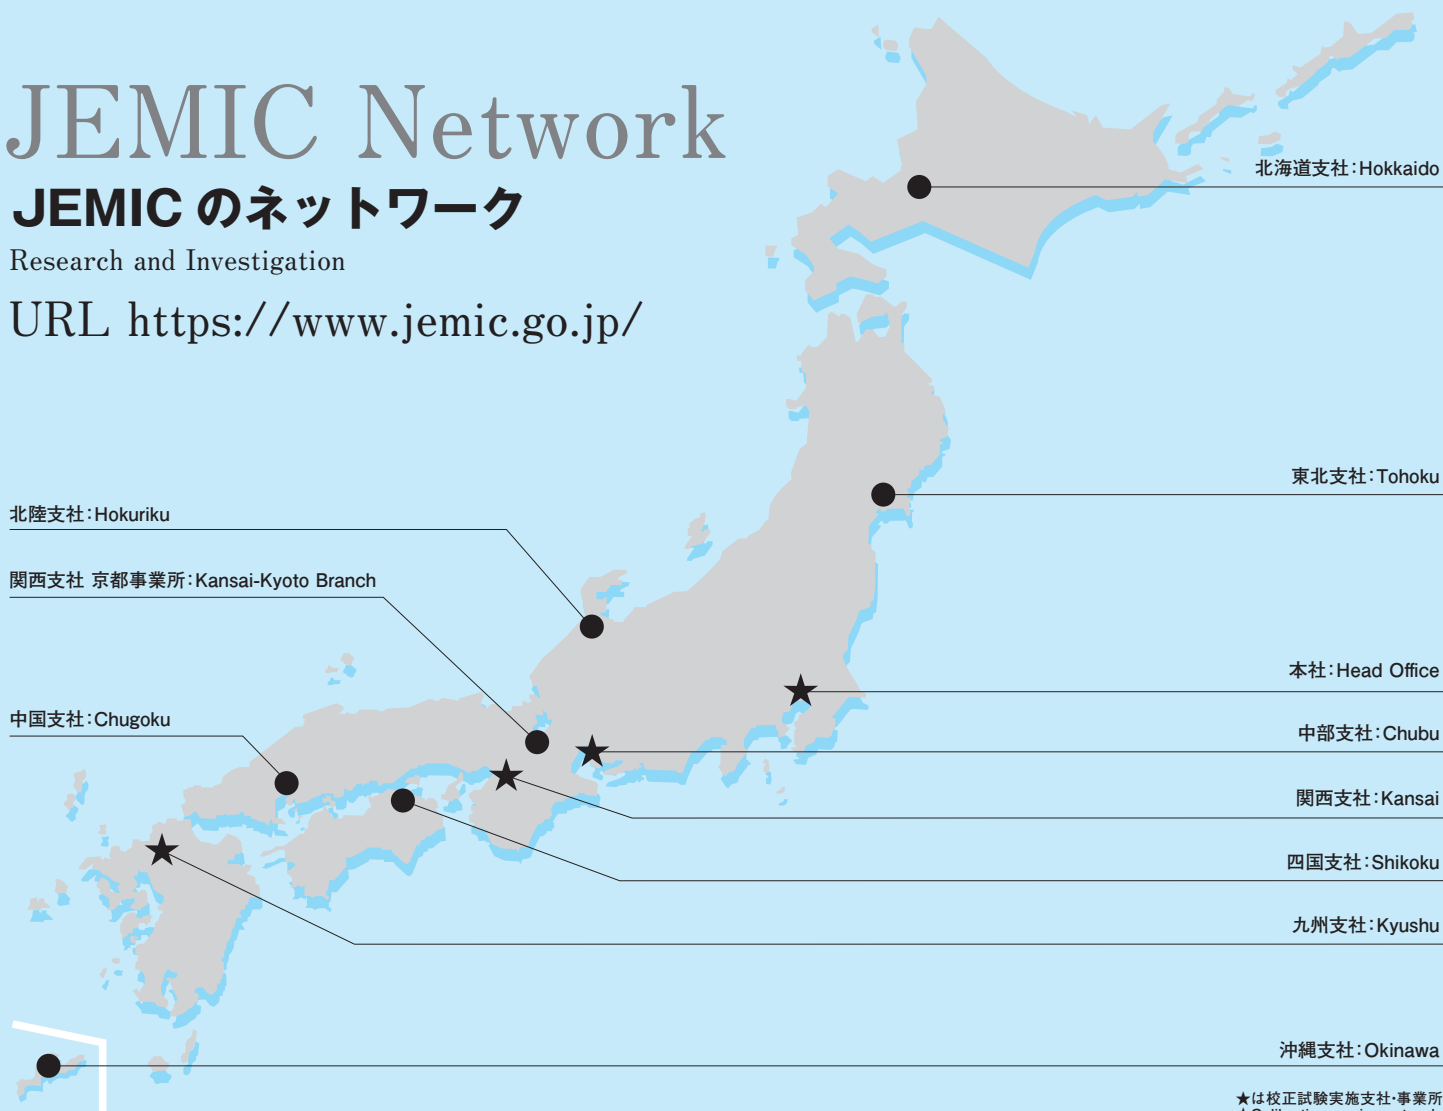 JEMIC Network
JEMIC のネットワーク
Research and Investigation
URL https://www.jemic.go.jp/
北海道支社:Hokkaido
東北支社:Tohoku
北陸支社:Hokuriku
関西支社 京都事業所:Kansai-Kyoto Branch
中国支社:Chugoku
本社:Head Office
中部支社:Chubu
関西支社:Kansai
四国支社:Shikoku
九州支社:Kyushu
沖縄支社:Okinawa
★は校正試験実施支社・事業所